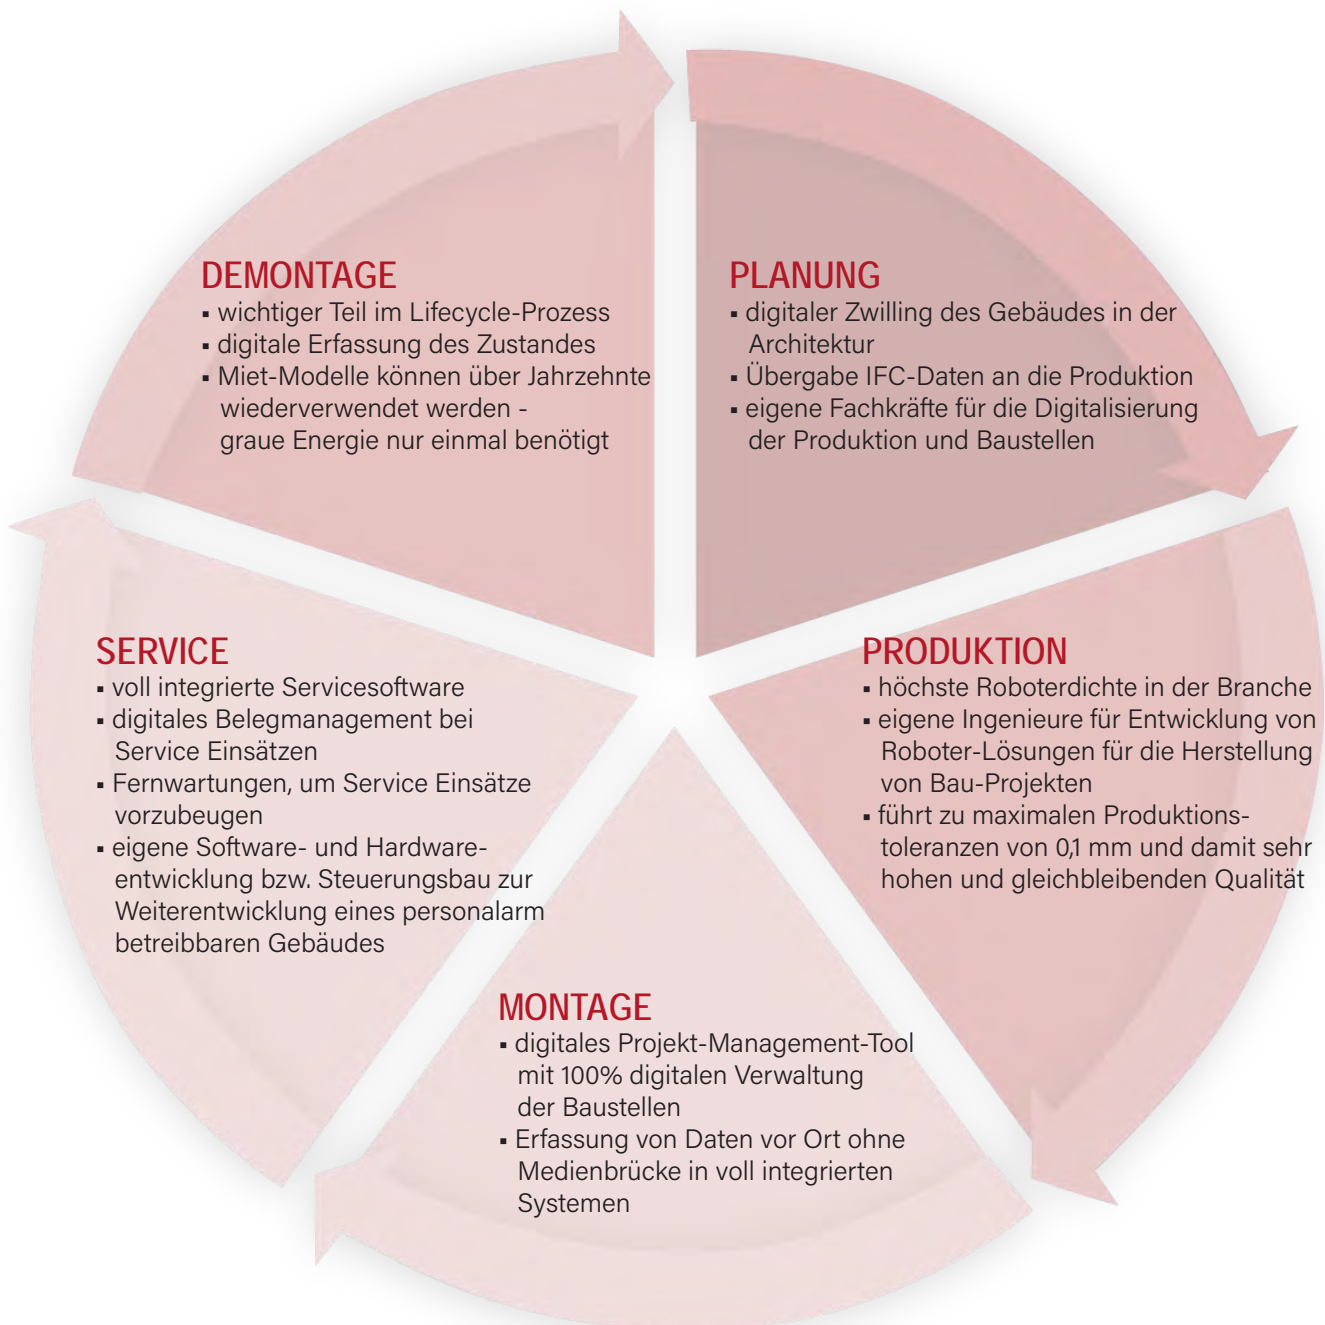 DEMONTAGE
▪ wichtiger Teil im Lifecycle-Prozess
▪ digitale Erfassung des Zustandes
▪ Miet-Modelle können über Jahrzehnte
wiederverwendet werden -
graue Energie nur einmal benötigt
PLANUNG
▪ digitaler Zwilling des Gebäudes in der
Architektur
▪ Übergabe IFC-Daten an die Produktion
▪ eigene Fachkräfte für die Digitalisierung
der Produktion und Baustellen
SERVICE
▪ voll integrierte Servicesoftware
▪ digitales Belegmanagement bei
Service Einsätzen
▪ Fernwartungen, um Service Einsätze
vorzubeugen
▪ eigene Software- und Hardware-
entwicklung bzw. Steuerungsbau zur
Weiterentwicklung eines personalarm
betreibbaren Gebäudes
PRODUKTION
▪ höchste Roboterdichte in der Branche
▪ eigene Ingenieure für Entwicklung von
Roboter-Lösungen für die Herstellung
von Bau-Projekten
▪ führt zu maximalen Produktions-
toleranzen von 0,1 mm und damit sehr
hohen und gleichbleibenden Qualität
MONTAGE
▪ digitales Projekt-Management-Tool
mit 100% digitalen Verwaltung
der Baustellen
▪ Erfassung von Daten vor Ort ohne
Medienbrücke in voll integrierten
Systemen